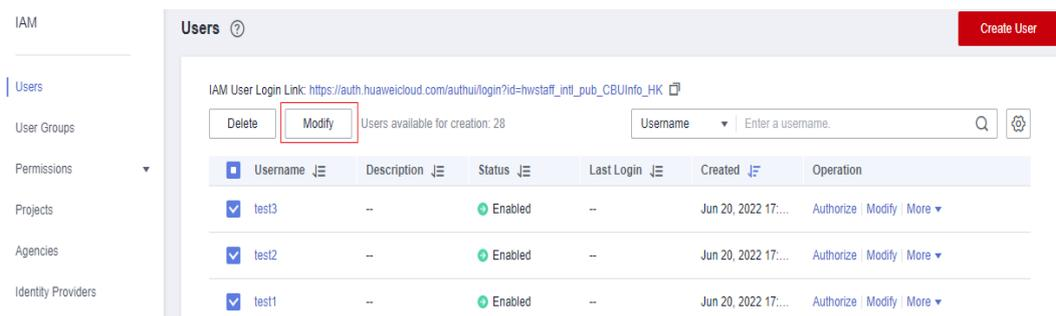 IAM
Users
User Groups
Permissions
Projects
Agencies
Identity Providers
Users ?
Create User
IAM User Login Link: https://auth.huaweicloud.com/authui/login?id=hwstaff_intl_pub_CBUInfo_HK
Delete Modify Users available for creation: 28 Username Enter a username.
Username Description Status Last Login Created Operation
test3 -- Enabled -- Jun 20, 2022 17:... Authorize Modify More
test2 -- Enabled -- Jun 20, 2022 17:... Authorize Modify More
test1 -- Enabled -- Jun 20, 2022 17:... Authorize Modify More